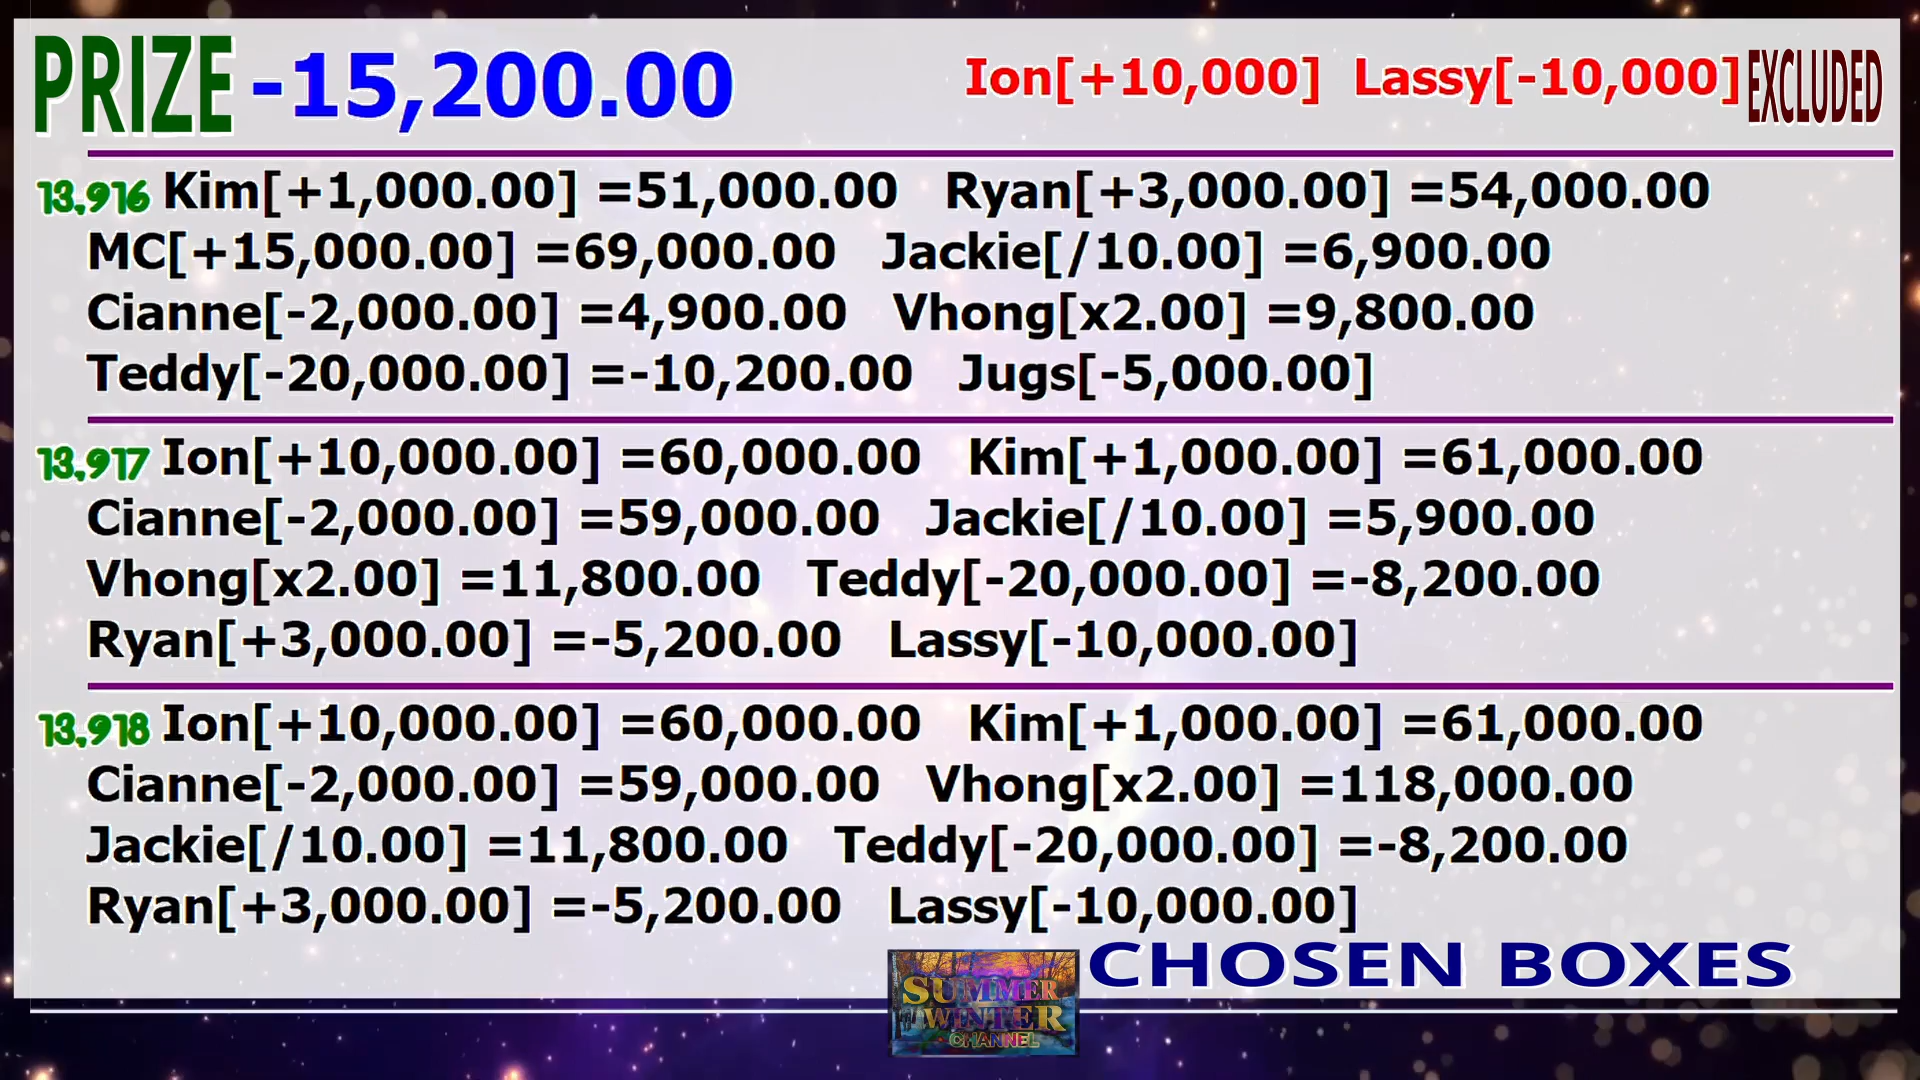 PRIZE -15,200.00 Ion[+10,000] Lassy[-10,000] EXCLUDED
13,916 Kim[+1,000.00] =51,000.00 Ryan[+3,000.00] =54,000.00
MC[+15,000.00] =69,000.00 Jackie[/10.00] =6,900.00
Cianne[-2,000.00] =4,900.00 Vhong[x2.00] =9,800.00
Teddy[-20,000.00] =-10,200.00 Jugs[-5,000.00]
13,917 Ion[+10,000.00] =60,000.00 Kim[+1,000.00] =61,000.00
Cianne[-2,000.00] =59,000.00 Jackie[/10.00] =5,900.00
Vhong[x2.00] =11,800.00 Teddy[-20,000.00] =-8,200.00
Ryan[+3,000.00] =-5,200.00 Lassy[-10,000.00]
13,918 Ion[+10,000.00] =60,000.00 Kim[+1,000.00] =61,000.00
Cianne[-2,000.00] =59,000.00 Vhong[x2.00] =118,000.00
Jackie[/10.00] =11,800.00 Teddy[-20,000.00] =-8,200.00
Ryan[+3,000.00] =-5,200.00 Lassy[-10,000.00]
CHOSEN BOXES
SUMMER
WINTER
CHANNEL